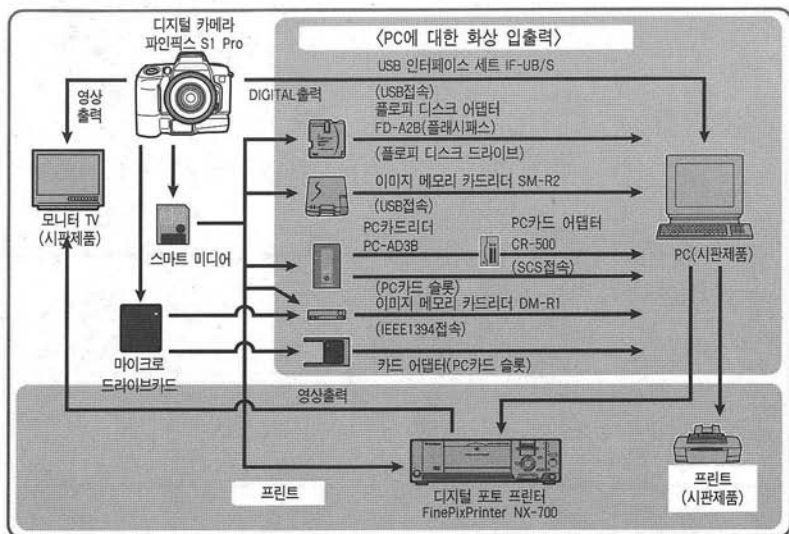 디지털 카메라
파인픽스 S1 Pro
〈PC에 대한 화상 입출력〉
USB 인터페이스 세트 IF-UB/S
영상
출력
DIGITAL출력
(USB접속)
플로피 디스크 어댑터
FD-A2B(플래시패스)
(플로피 디스크 드라이브)
이미지 메모리 카드리더 SM-R2
(USB접속)
모니터 TV
(시판제품)
스마트 미디어
PC카드리더
PC-AD3B
PC카드 어댑터
CR-500
(SCS접속)
PC(시판제품)
(PC카드 슬롯)
이미지 메모리 카드리더 DM-R1
(IEEE1394접속)
마이크로
드라이브카드
카드 어댑터(PC카드 슬롯)
영상출력
프린트
디지털 포토 프린터
FinePixPrinter NX-700
프린트
(시판제품)